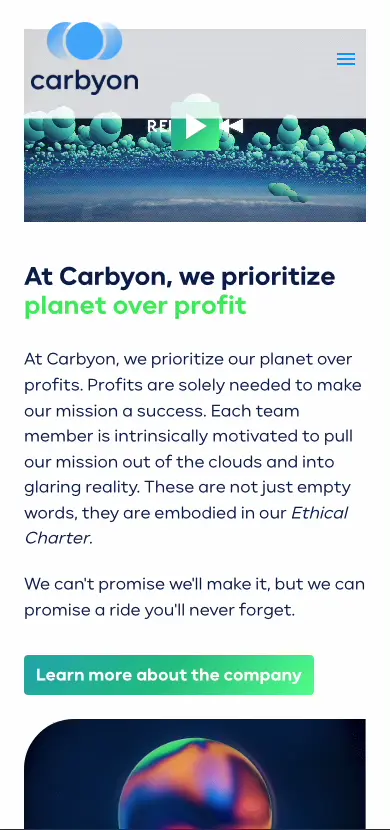 carbyon
At Carbyon, we prioritize
planet over profit
At Carbyon, we prioritize our planet over
profits. Profits are solely needed to make
our mission a success. Each team
member is intrinsically motivated to pull
our mission out of the clouds and into
glaring reality. These are not just empty
words, they are embodied in our Ethical
Charter.
We can't promise we'll make it, but we can
promise a ride you'll never forget.
Learn more about the company